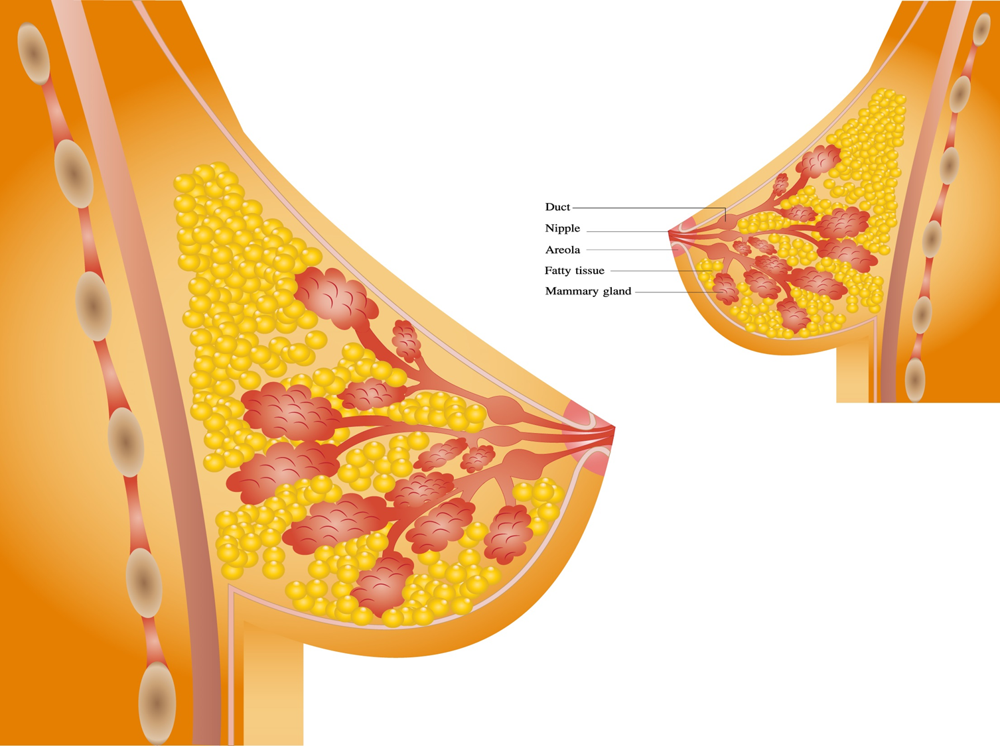 Duct
Nipple
Areola
Fatty tissue
Mammary gland